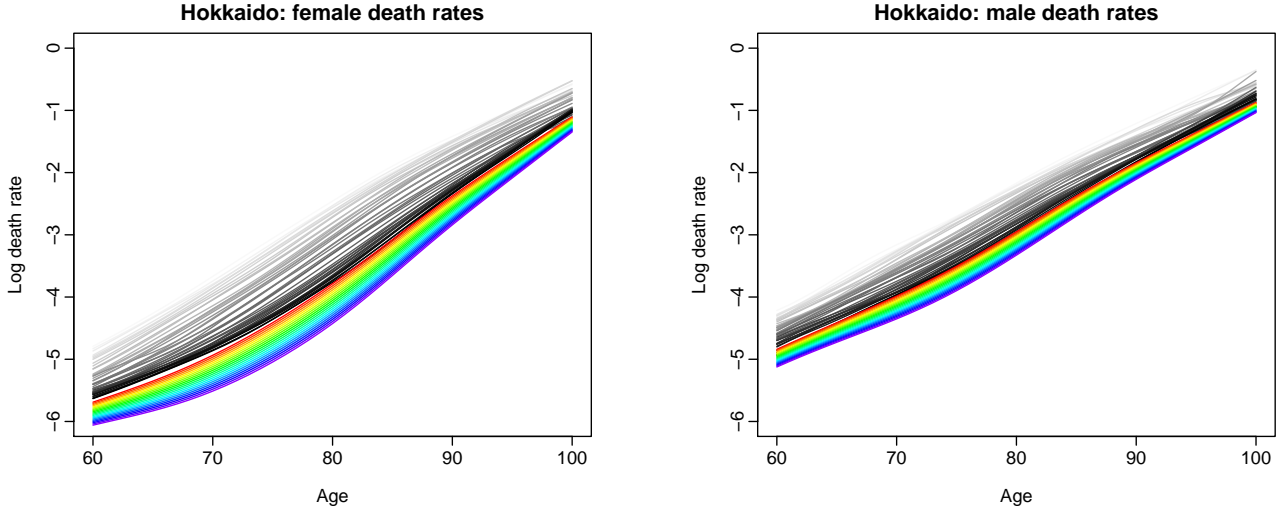 Hokkaido: female death rates
0
−1
−2
−3
−4
−5
−6
Log death rate
60 70 80 90 100
Age
Hokkaido: male death rates
0
−1
−2
−3
−4
−5
−6
Log death rate
60 70 80 90 100
Age